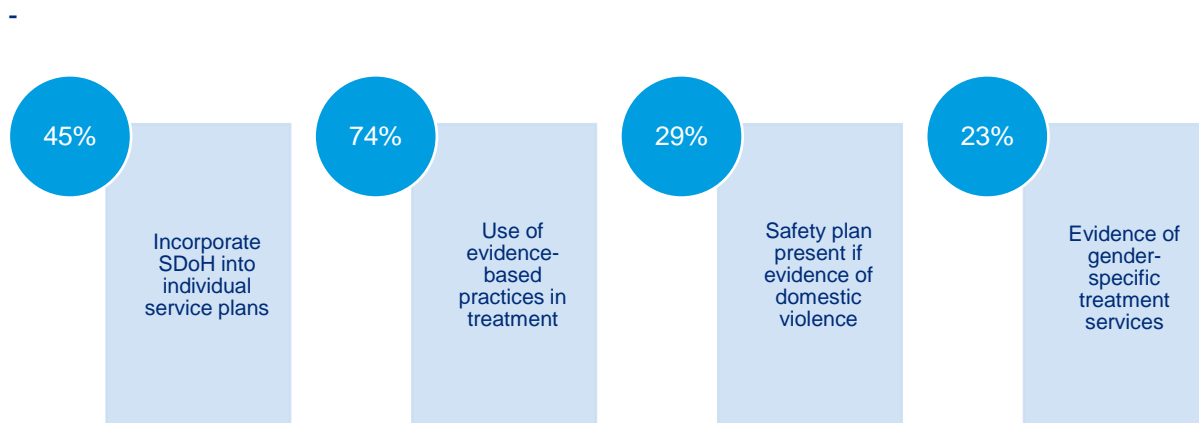 -
45%
Incorporate
SDoH into
individual
service plans
74%
Use of
evidence-
based
practices in
treatment
29%
Safety plan
present if
evidence of
domestic
violence
23%
Evidence of
gender-
specific
treatment
services